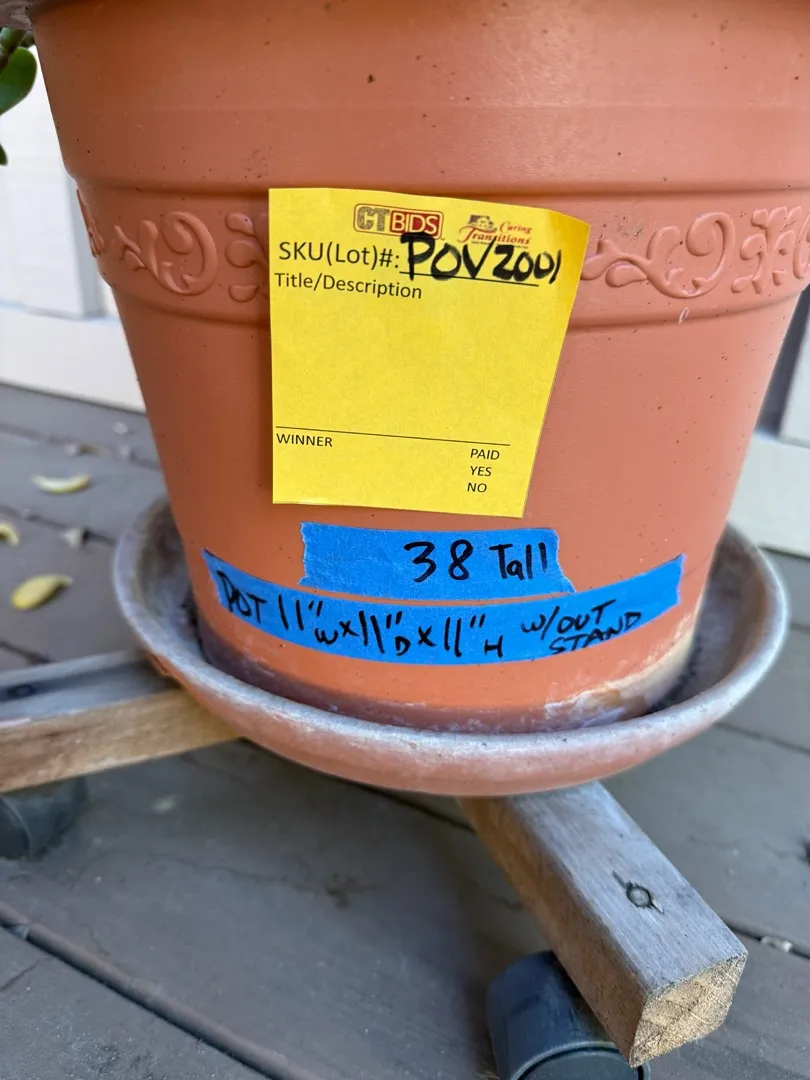 CTBIDS Caring
Transitions
SKU(Lot)#: POVZ001
Title/Description
WINNER
PAID
YES
NO
38 Tall
POT 11"W x 11"D x 11"H w/OUT
STAND